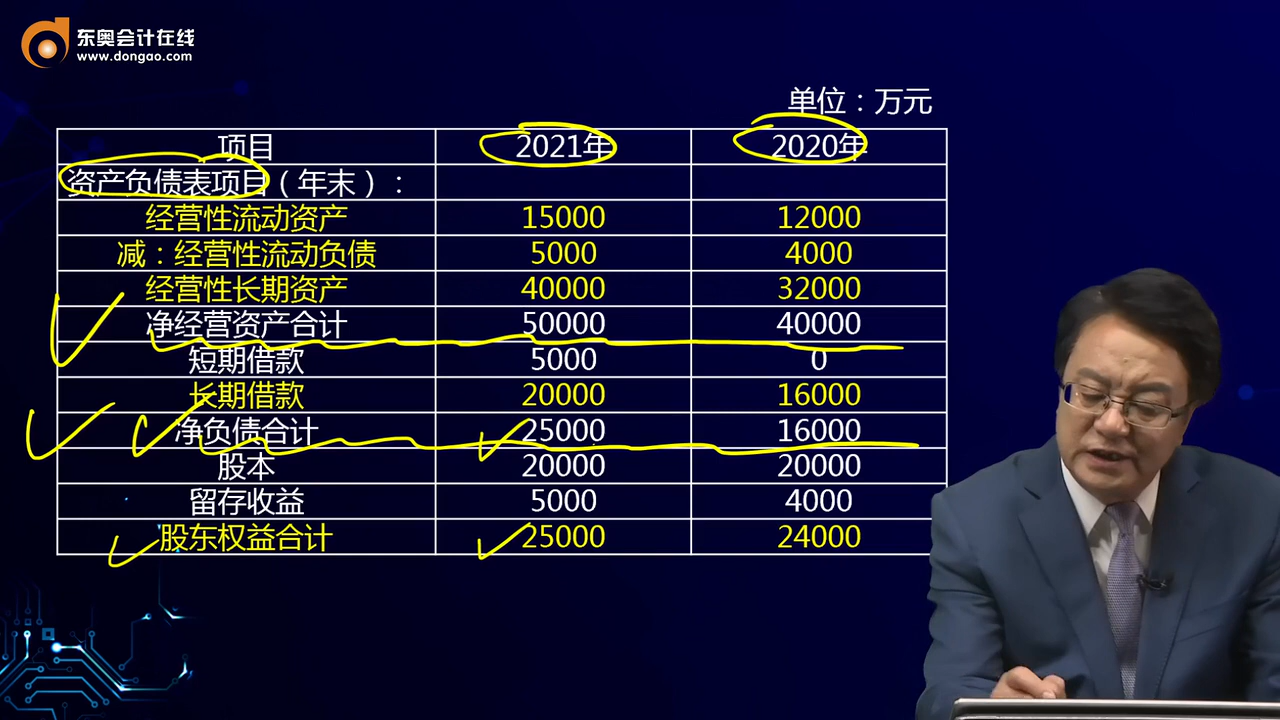 东奥会计在线
www.dongao.com
单位：万元
项目 2021年 2020年
资产负债表项目（年末）：
经营性流动资产 15000 12000
减：经营性流动负债 5000 4000
经营性长期资产 40000 32000
净经营资产合计 50000 40000
短期借款 5000 0
长期借款 20000 16000
净负债合计 25000 16000
股本 20000 20000
留存收益 5000 4000
股东权益合计 25000 24000